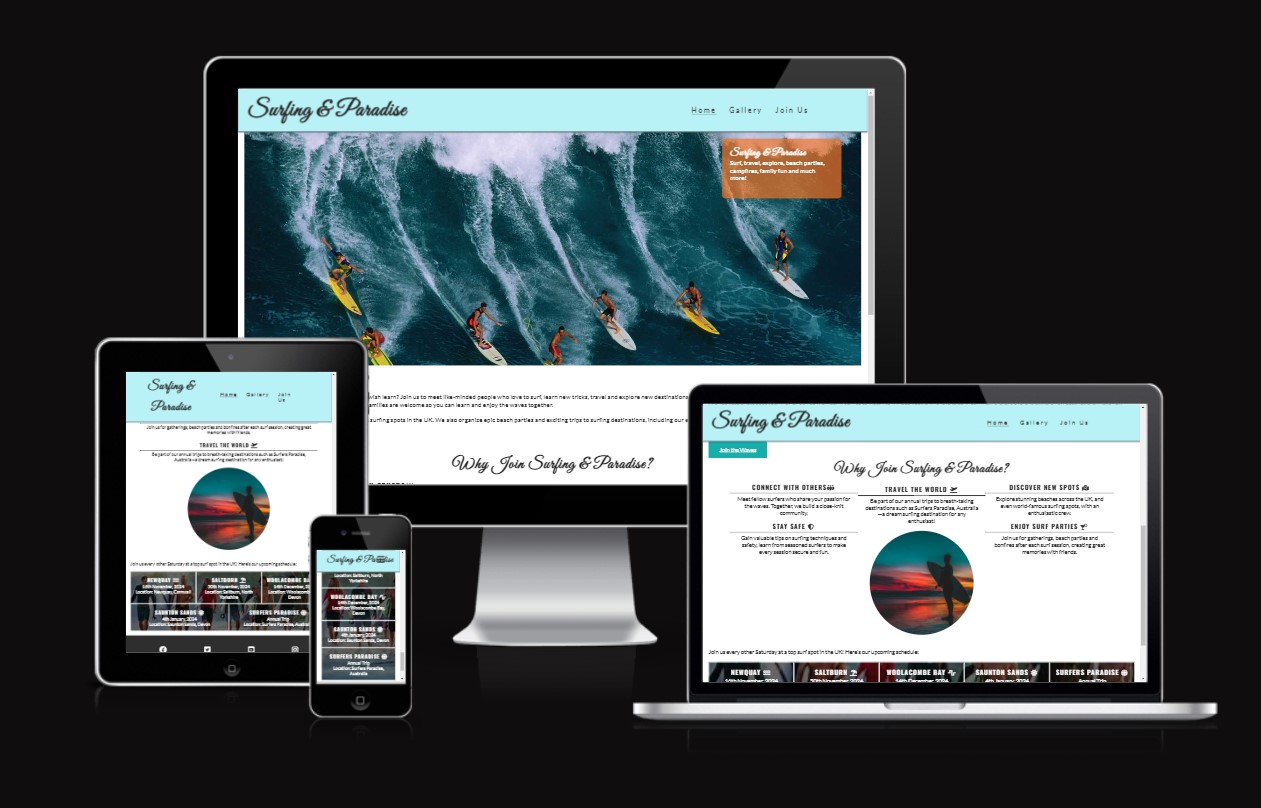 Surfing & Paradise
Home Gallery Join Us
Surfing & Paradise
Surf, travel, explore, beach parties,
campfires, family fun and much
more!
wish learn? Join us to meet like-minded people who love to surf, learn new tricks, travel and explore new destinations
families are welcome so you can learn and enjoy the waves together.
surfing spots in the UK. We also organize epic beach parties and exciting trips to surfing destinations, including our
Why Join Surfing & Paradise?
Surfing &
Paradise
Home Gallery Join
Us
Join us for gatherings, beach parties and bonfires after each surf session, creating great
memories with friends.
TRAVEL THE WORLD
Be part of our annual trips to breath-taking destinations such as Surfers Paradise,
Australia—a dream surfing destination for any enthusiast!
Join us every other Saturday at a top surf spot in the UK! Here's our upcoming schedule:
NEWQUAY
16th November, 2024
Location: Newquay, Cornwall
SALTBURN
30th November, 2024
Location: Saltburn, North
Yorkshire
WOOLACOMBE BA
14th December, 20
Location: Woolacomb
Devon
SAUNTON SANDS
4th January, 2024
Location: Saunton Sands, Devon
SURFERS PARADISE
Annual Trip
Location: Surfers Paradise, Austral
Surfing & Paradise
Location: Saltburn, North
Yorkshire
WOOLACOMBE BAY
14th December, 2024
Location: Woolacombe Bay,
Devon
SAUNTON SANDS
4th January, 2024
Location: Saunton Sands, Devon
SURFERS PARADISE
Annual Trip
Location: Surfers Paradise,
Australia
Surfing & Paradise
Home Gallery Join Us
Join the Waves
Why Join Surfing & Paradise?
CONNECT WITH OTHERS
Meet fellow surfers who share your passion for
the waves. Together, we build a close-knit
community.
STAY SAFE
Gain valuable tips on surfing techniques and
safety, learn from seasoned surfers to make
every session secure and fun.
TRAVEL THE WORLD
Be part of our annual trips to breath-taking
destinations such as Surfers Paradise, Australia
—a dream surfing destination for any
enthusiast!
DISCOVER NEW SPOTS
Explore stunning beaches across the UK, and
even world-famous surfing spots, with an
enthusiastic crew.
ENJOY SURF PARTIES
Join us for gatherings, beach parties and
bonfires after each surf session, creating great
memories with friends.
Join us every other Saturday at a top surf spot in the UK! Here's our upcoming schedule:
NEWQUAY
16th November, 2024
SALTBURN
30th November, 2024
WOOLACOMBE BAY
14th December, 2024
SAUNTON SANDS
4th January, 2024
SURFERS PARADISE
Annual Trip